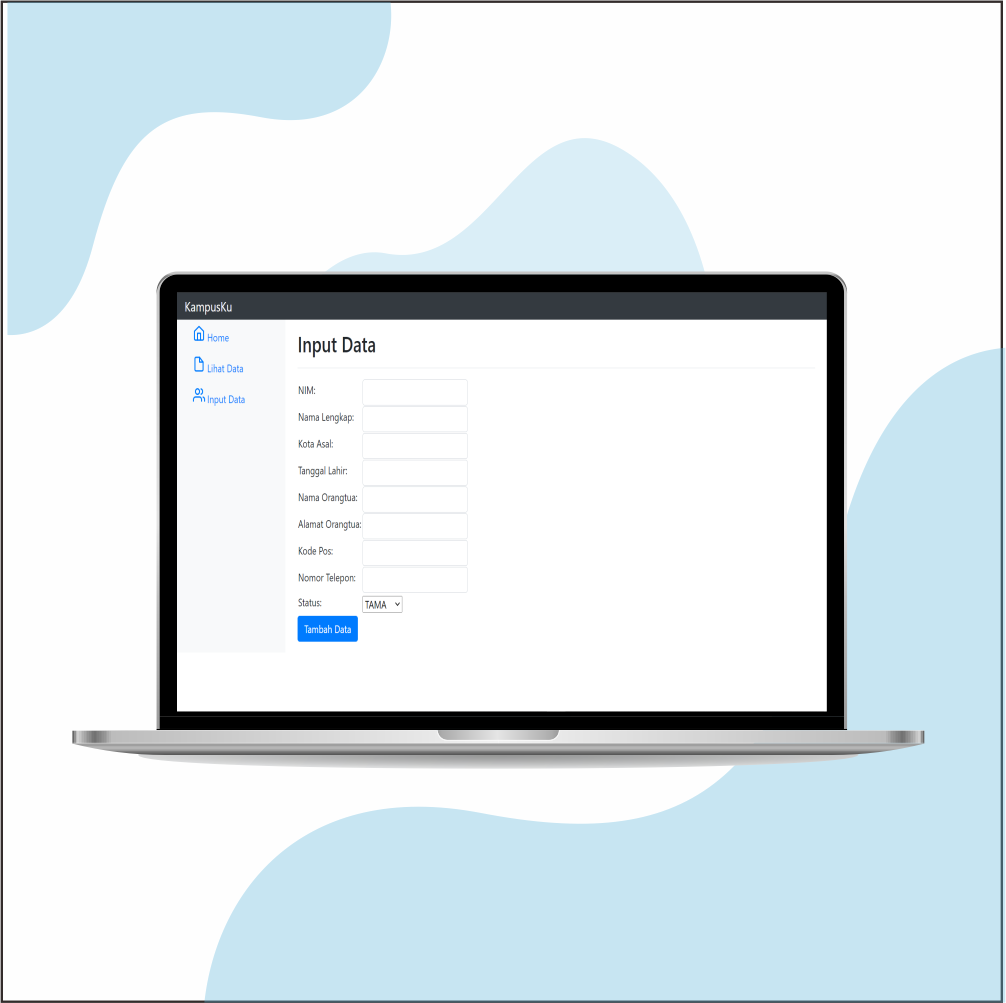 KampusKu
Home
Lihat Data
Input Data
Input Data
NIM:
Nama Lengkap:
Kota Asal:
Tanggal Lahir:
Nama Orangtua:
Alamat Orangtua:
Kode Pos:
Nomor Telepon:
Status: TAMA
Tambah Data